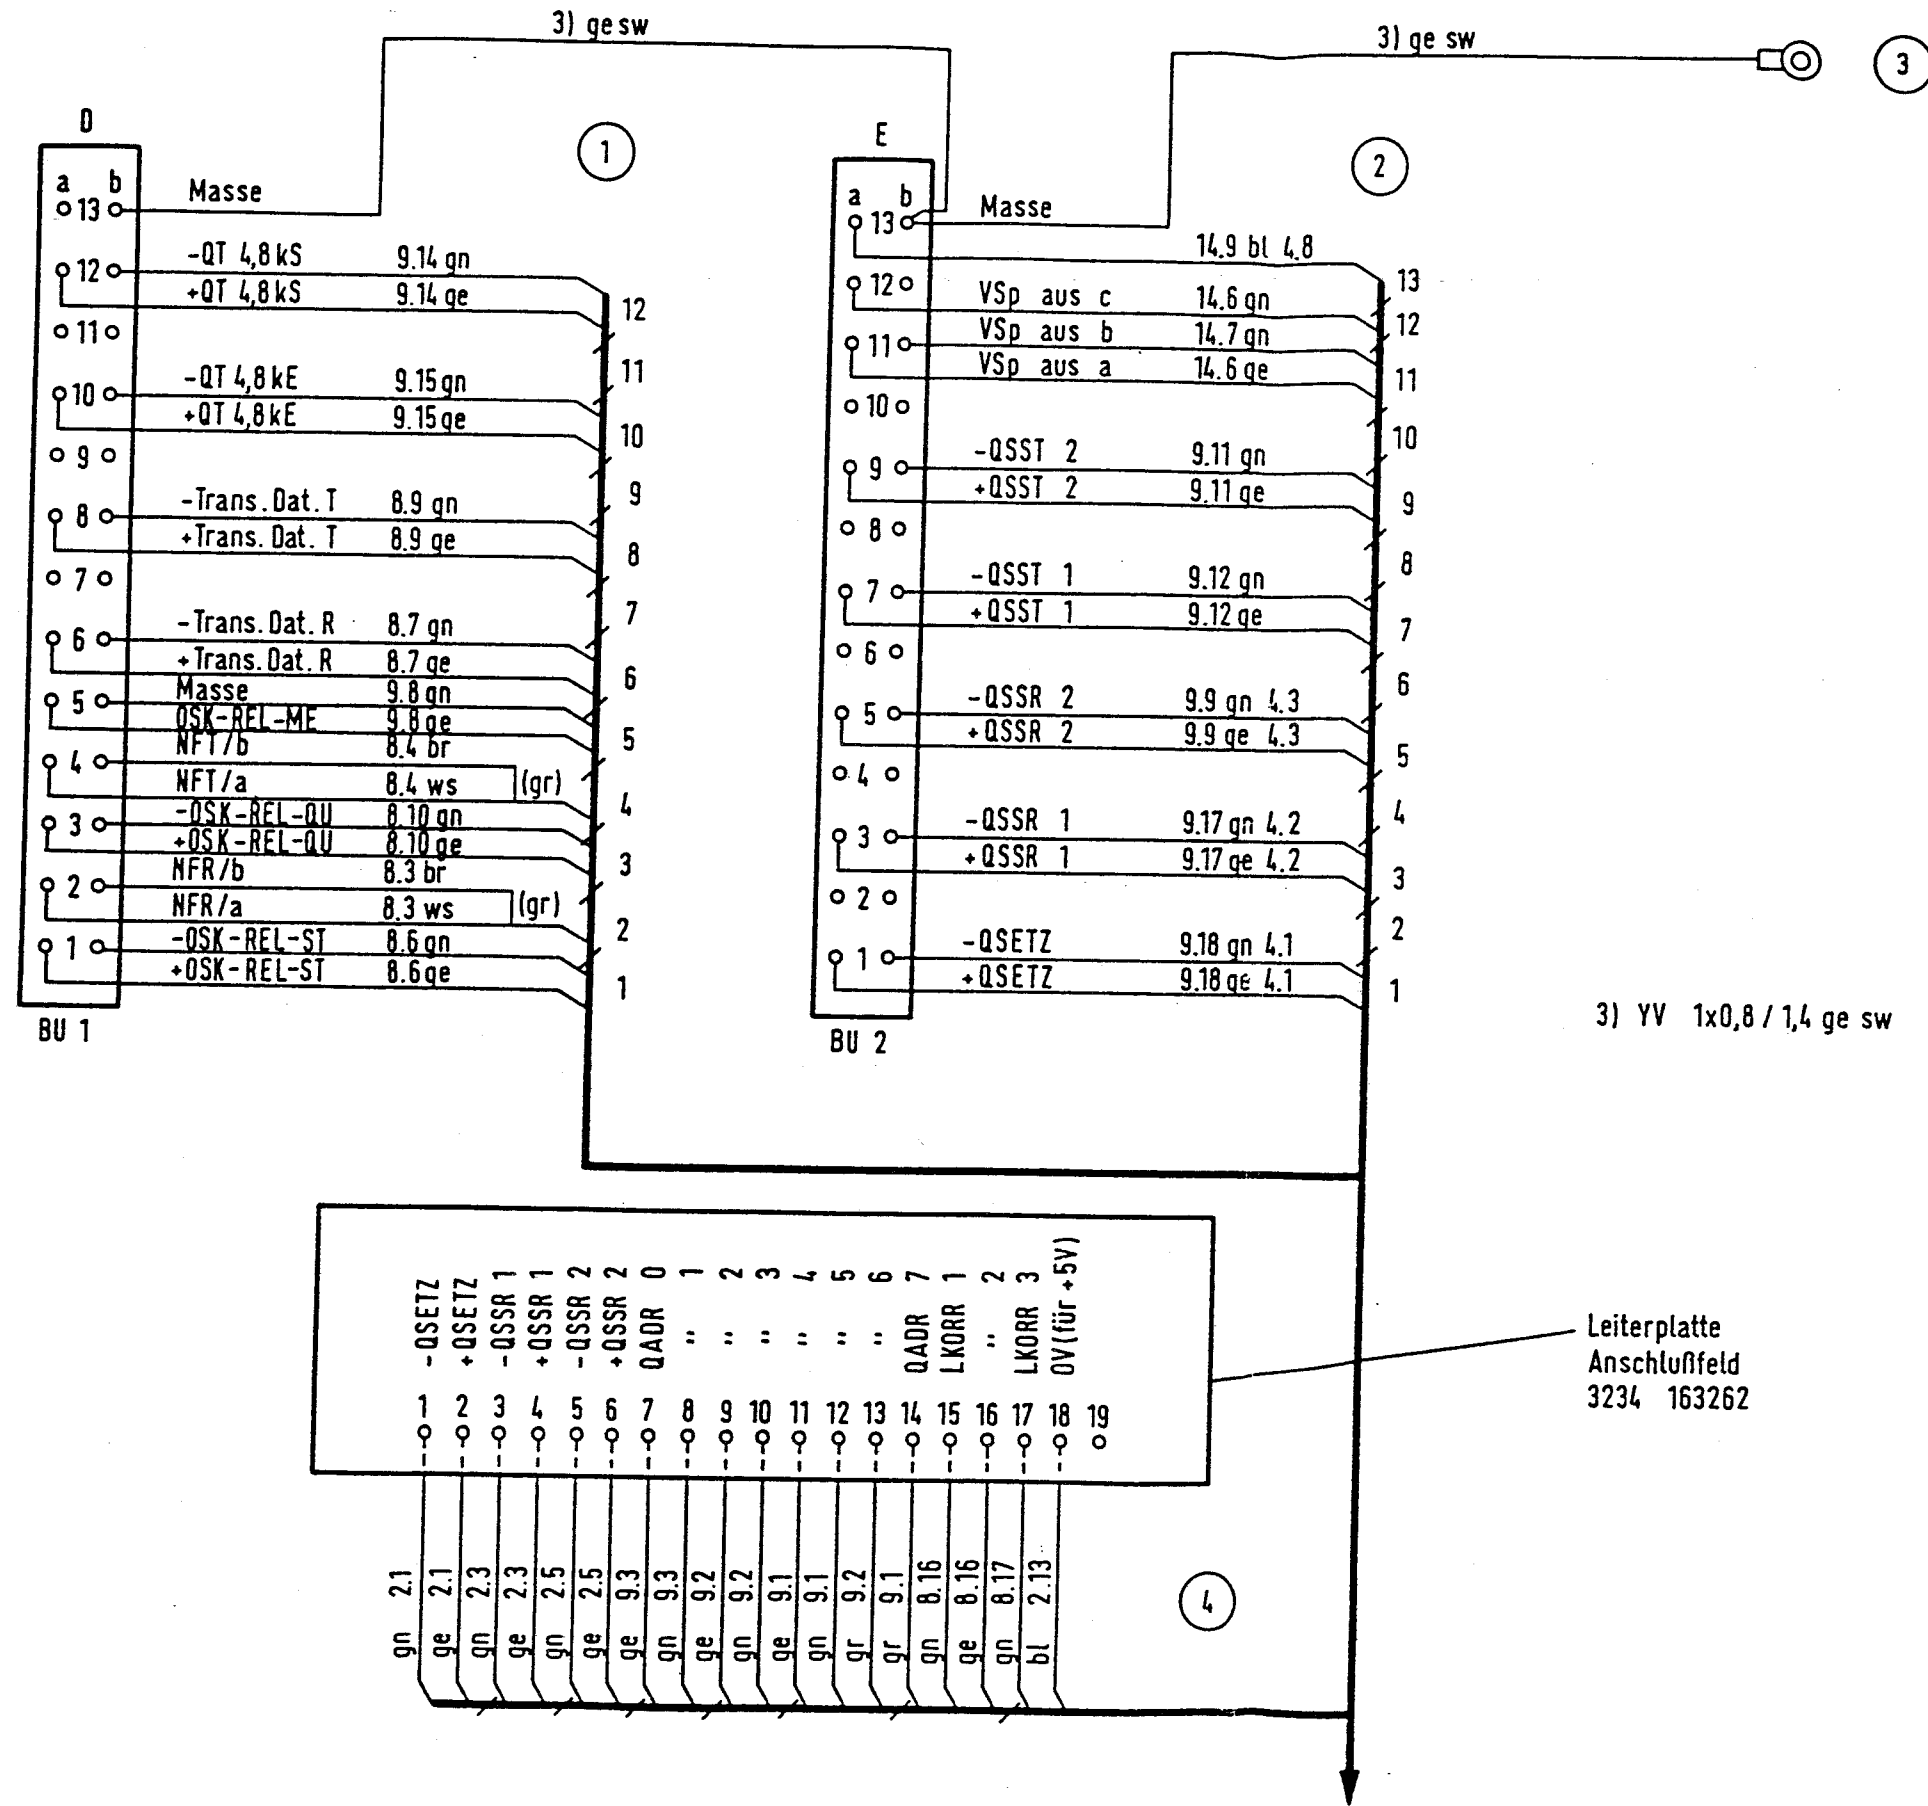 3) ge sw
3) ge sw
3
D
1
E
2
a b
13
Masse
12
-QT 4,8 kS 9.14 gn
+QT 4,8 kS 9.14 ge
12
11
11
10
-QT 4,8 kE 9.15 gn
+QT 4,8 kE 9.15 ge
10
9
9
8
-Trans. Dat. T 8.9 gn
+Trans. Dat. T 8.9 ge
8
7
7
6
-Trans. Dat. R 8.7 gn
+Trans. Dat. R 8.7 ge
6
5
Masse 9.8 gn
OSK-REL-ME 9.8 ge
5
4
NFT/b 8.4 br
NFT/a 8.4 ws (gr)
4
3
-OSK-REL-QU 8.10 gn
+OSK-REL-QU 8.10 ge
3
2
NFR/b 8.3 br
NFR/a 8.3 ws (gr)
2
1
-OSK-REL-ST 8.6 gn
+OSK-REL-ST 8.6 ge
1
BU 1
a b
13
Masse
14.9 bl 4.8
13
12
VSp aus c 14.6 gn
12
VSp aus b 14.7 gn
11
VSp aus a 14.6 ge
11
10
10
9
-QSST 2 9.11 gn
+QSST 2 9.11 ge
9
8
8
7
-QSST 1 9.12 gn
+QSST 1 9.12 ge
7
6
6
5
-QSSR 2 9.9 gn 4.3
+QSSR 2 9.9 ge 4.3
5
4
4
3
-QSSR 1 9.17 gn 4.2
+QSSR 1 9.17 ge 4.2
3
2
2
1
-QSETZ 9.18 gn 4.1
+QSETZ 9.18 ge 4.1
1
BU 2
3) YV 1x0,8 / 1,4 ge sw
-QSETZ
+QSETZ
-QSSR 1
+QSSR 1
-QSSR 2
+QSSR 2
QADR 0
" 1
" 2
" 3
" 4
" 5
" 6
QADR 7
LKORR 1
" 2
LKORR 3
0V (für +5V)
1 2 3 4 5 6 7 8 9 10 11 12 13 14 15 16 17 18 19
Leiterplatte
Anschlußfeld
3234 163262
gn 2.1
ge 2.1
gn 2.3
ge 2.3
gn 2.5
ge 2.5
ge 9.3
gn 9.3
ge 9.2
gn 9.2
ge 9.1
gn 9.1
gr 9.2
gr 9.1
gn 8.16
ge 8.16
gn 8.17
bl 2.13
4